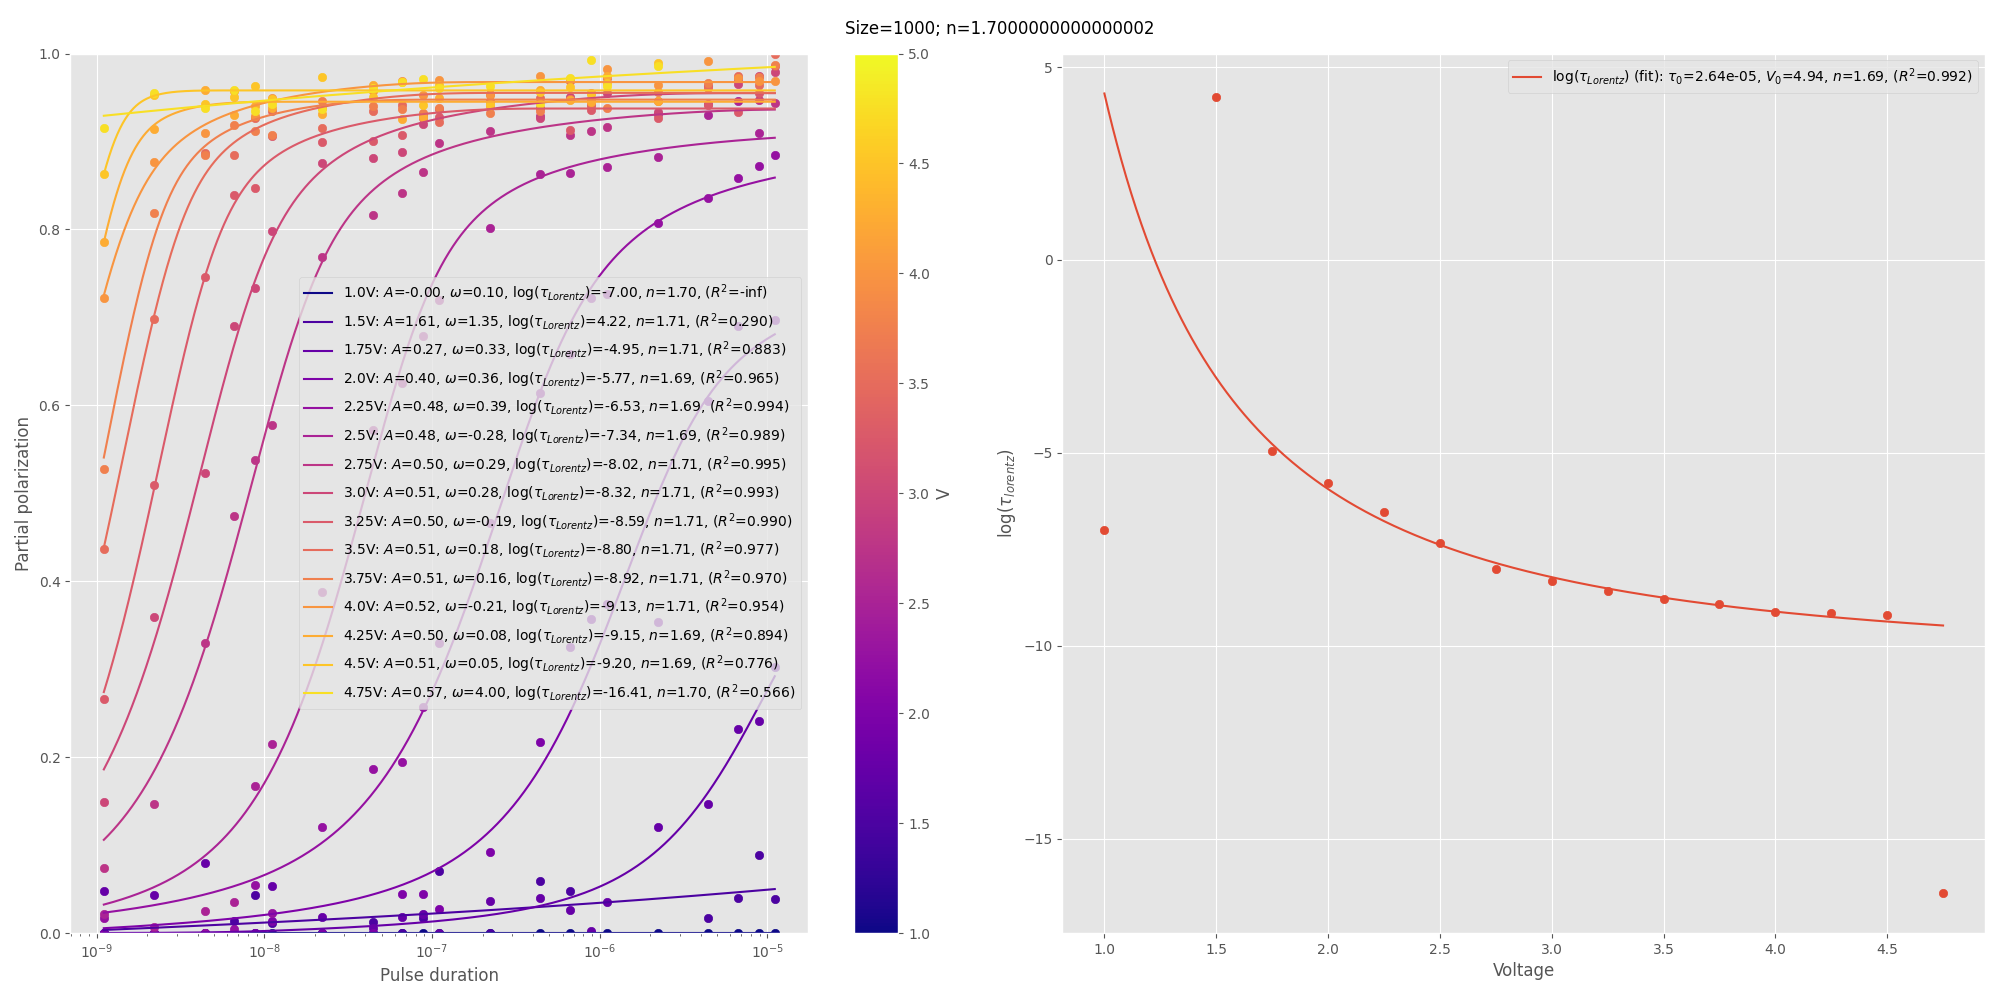 Size=1000; n=1.7000000000000002
1.0
0.8
0.6
0.4
0.2
0.0
Partial polarization
10⁻⁹
10⁻⁸
10⁻⁷
10⁻⁶
10⁻⁵
Pulse duration
1.0V: A=-0.00, ω=0.10, log(τ_Lorentz)=-7.00, n=1.70, (R²=-inf)
1.5V: A=1.61, ω=1.35, log(τ_Lorentz)=4.22, n=1.71, (R²=0.290)
1.75V: A=0.27, ω=0.33, log(τ_Lorentz)=-4.95, n=1.71, (R²=0.883)
2.0V: A=0.40, ω=0.36, log(τ_Lorentz)=-5.77, n=1.69, (R²=0.965)
2.25V: A=0.48, ω=0.39, log(τ_Lorentz)=-6.53, n=1.69, (R²=0.994)
2.5V: A=0.48, ω=-0.28, log(τ_Lorentz)=-7.34, n=1.69, (R²=0.989)
2.75V: A=0.50, ω=0.29, log(τ_Lorentz)=-8.02, n=1.71, (R²=0.995)
3.0V: A=0.51, ω=0.28, log(τ_Lorentz)=-8.32, n=1.71, (R²=0.993)
3.25V: A=0.50, ω=-0.19, log(τ_Lorentz)=-8.59, n=1.71, (R²=0.990)
3.5V: A=0.51, ω=0.18, log(τ_Lorentz)=-8.80, n=1.71, (R²=0.977)
3.75V: A=0.51, ω=0.16, log(τ_Lorentz)=-8.92, n=1.71, (R²=0.970)
4.0V: A=0.52, ω=-0.21, log(τ_Lorentz)=-9.13, n=1.71, (R²=0.954)
4.25V: A=0.50, ω=0.08, log(τ_Lorentz)=-9.15, n=1.69, (R²=0.894)
4.5V: A=0.51, ω=0.05, log(τ_Lorentz)=-9.20, n=1.69, (R²=0.776)
4.75V: A=0.57, ω=4.00, log(τ_Lorentz)=-16.41, n=1.70, (R²=0.566)
5.0
4.5
4.0
3.5
3.0
2.5
2.0
1.5
1.0
V
log(τ_Lorentz) (fit): τ₀=2.64e-05, V₀=4.94, n=1.69, (R²=0.992)
5
0
−5
−10
−15
log(τ_lorentz)
1.0
1.5
2.0
2.5
3.0
3.5
4.0
4.5
Voltage